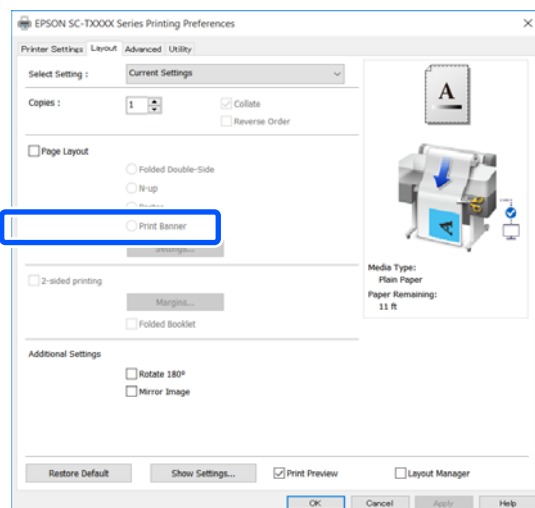 EPSON SC-TXXXX Series Printing Preferences
Printer Settings Layout Advanced Utility
Select Setting : Current Settings
Copies : 1 Collate
Reverse Order
Page Layout
Folded Double-Side
N-up
Print Banner
2-sided printing
Margins...
Folded Booklet
Additional Settings
Rotate 180º
Mirror Image
A
Media Type:
Plain Paper
Paper Remaining:
11 ft
Restore Default Show Settings... Print Preview Layout Manager
OK Cancel Apply Help